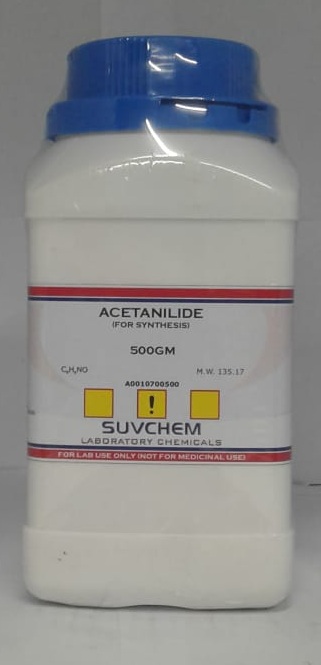 ACETANILIDE
(FOR SYNTHESIS)
500GM
C₈H₉NO
M.W. 135.17
A0010700500
!
SUVCHEM
LABORATORY CHEMICALS
FOR LAB USE ONLY (NOT FOR MEDICINAL USE)